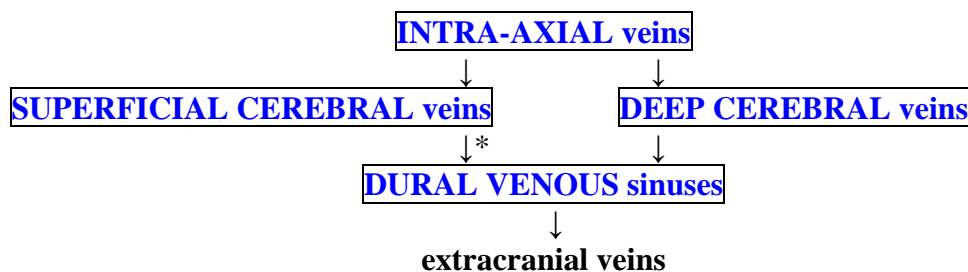 INTRA-AXIAL veins
↓ ↓
SUPERFICIAL CEREBRAL veins DEEP CEREBRAL veins
↓* ↓
DURAL VENOUS sinuses
↓
extracranial veins